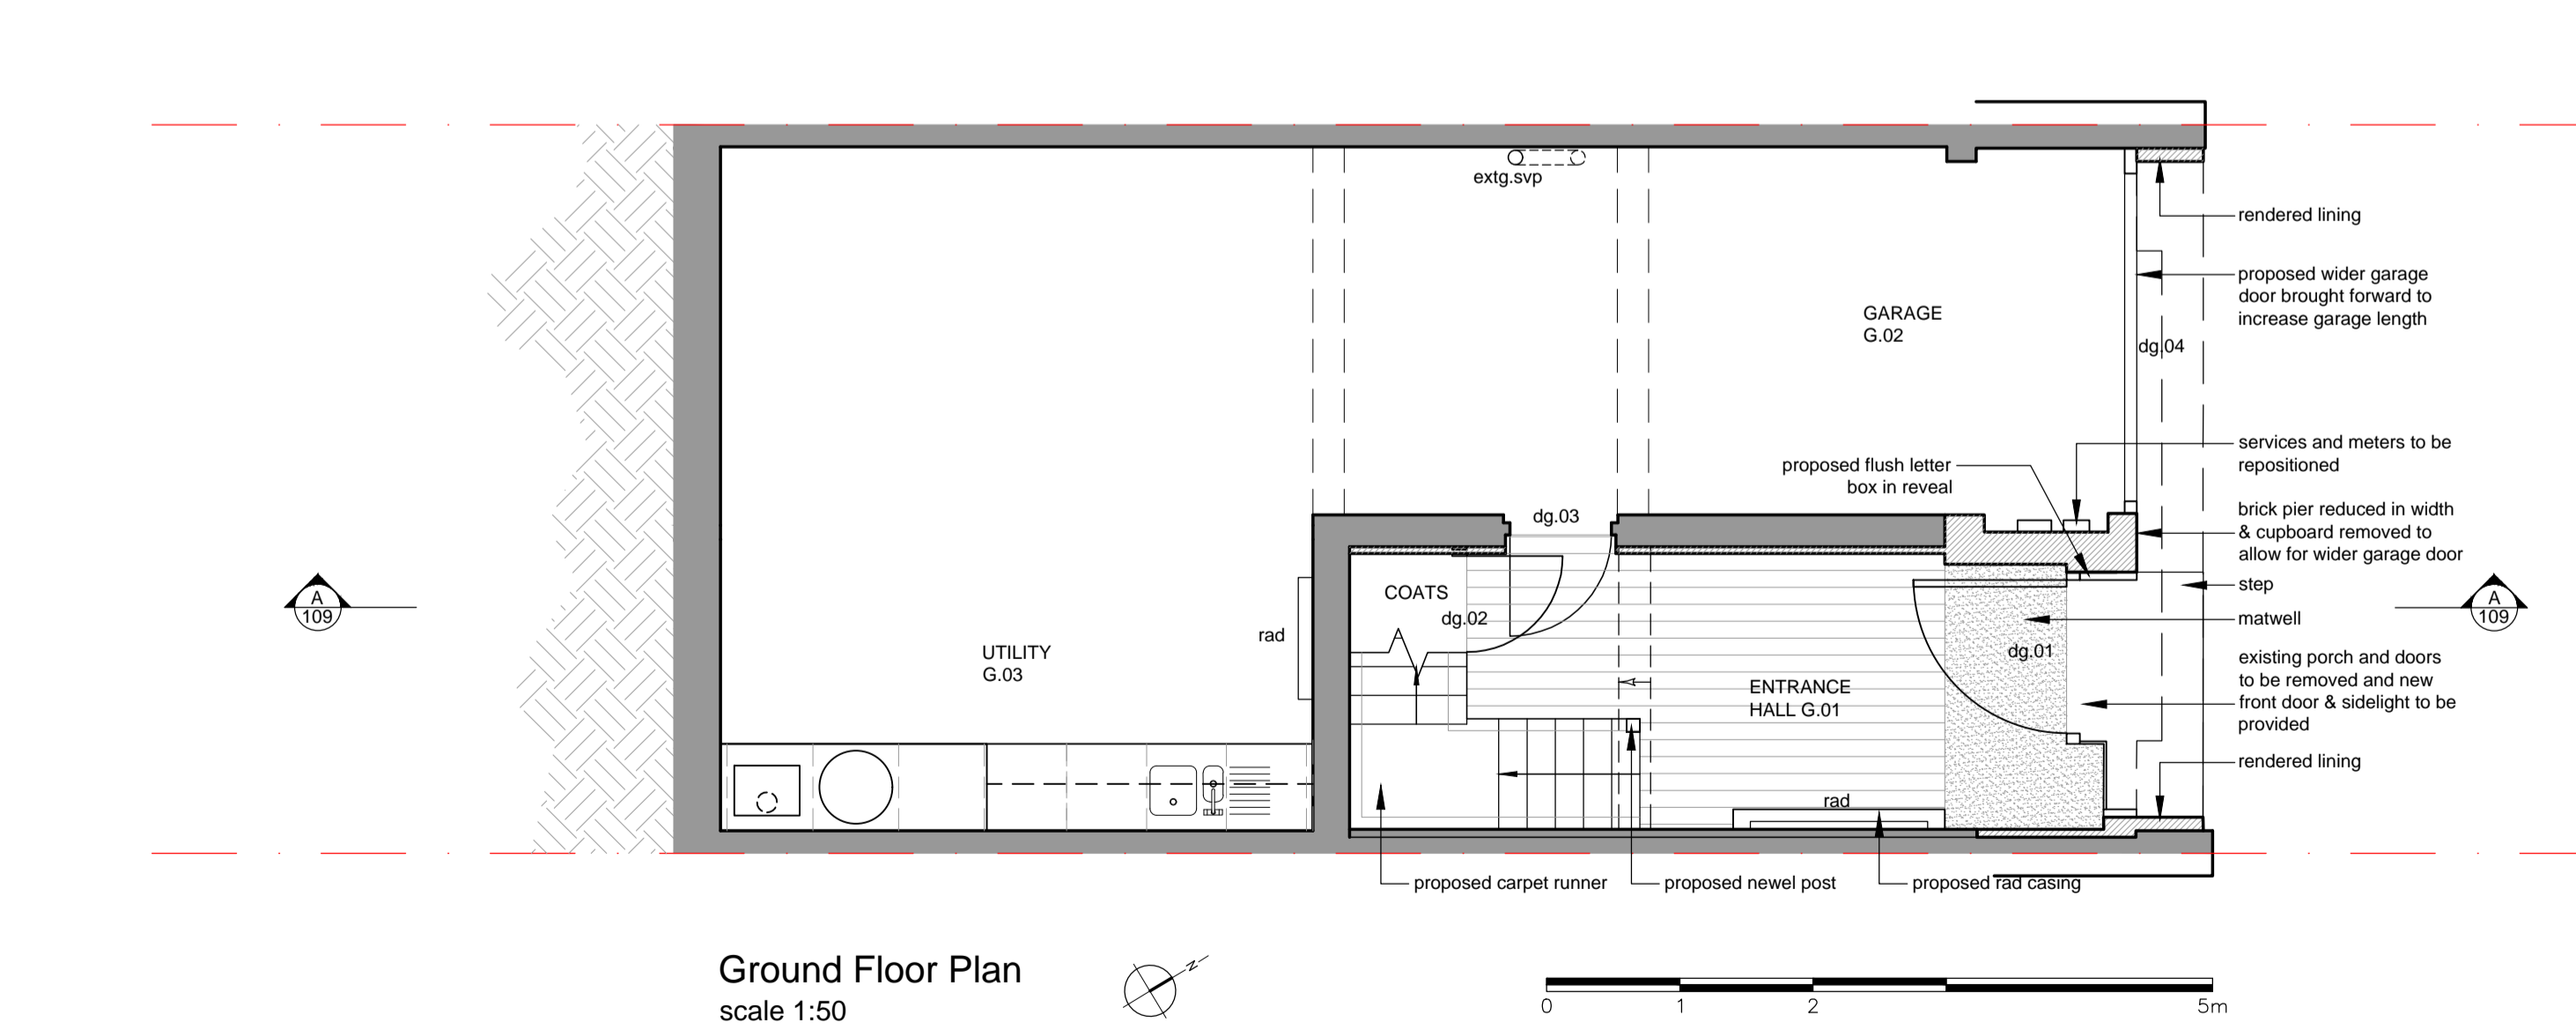 extg.svp
rendered lining
proposed wider garage
door brought forward to
increase garage length
GARAGE
G.02
dg.04
services and meters to be
repositioned
proposed flush letter
box in reveal
dg.03
brick pier reduced in width
& cupboard removed to
allow for wider garage door
step
COATS
dg.02
matwell
A
109
A
109
rad
UTILITY
G.03
dg.01
existing porch and doors
to be removed and new
front door & sidelight to be
provided
ENTRANCE
HALL G.01
rendered lining
rad
proposed carpet runner
proposed newel post
proposed rad casing
Ground Floor Plan
scale 1:50
N
0
1
2
5m